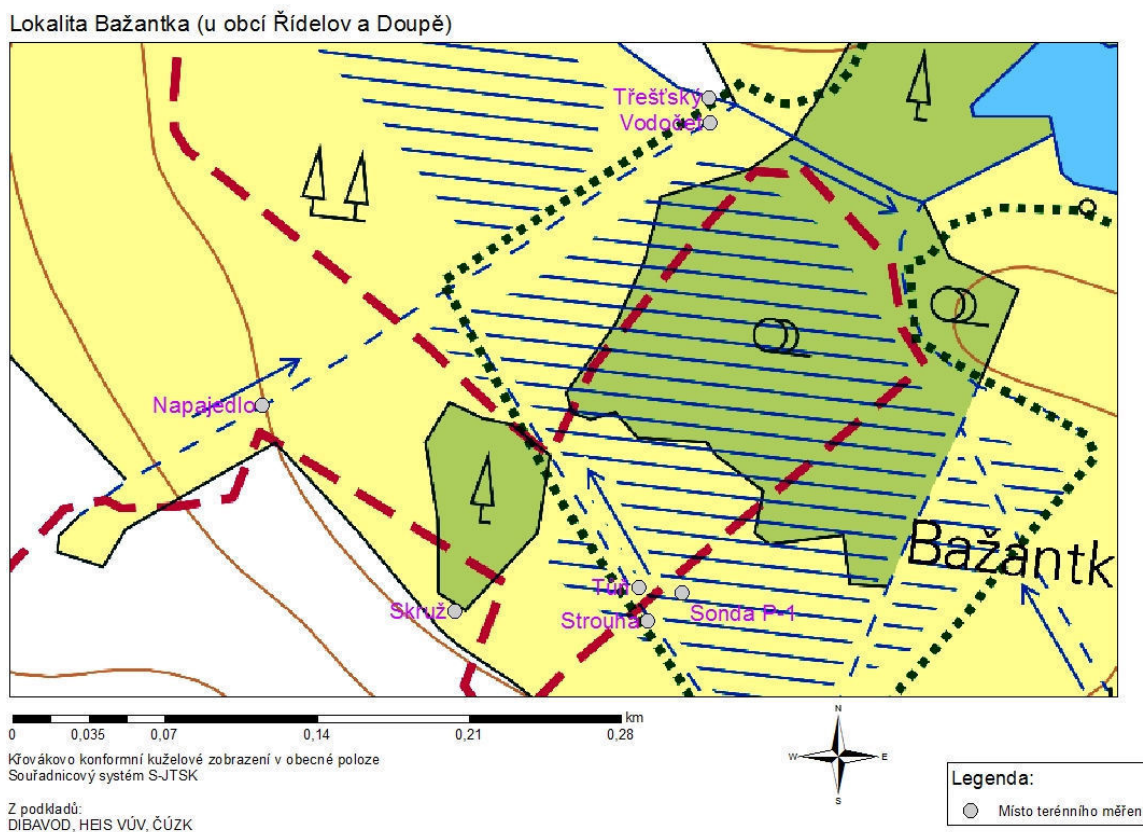 Lokalita Bažantka (u obcí Řídelov a Doupě)
Třešťský
Vodočet
Napajedlo
Bažantk
Tůň
Skruž
Strouha
Sonda P-1
km
0 0,035 0,07 0,14 0,21 0,28
Křovákovo konformní kuželové zobrazení v obecné poloze
Souřadnicový systém S-JTSK
Z podkladů:
DIBAVOD, HEIS VÚV, ČÚZK
N
W E
S
Legenda:
Místo terénního měřen